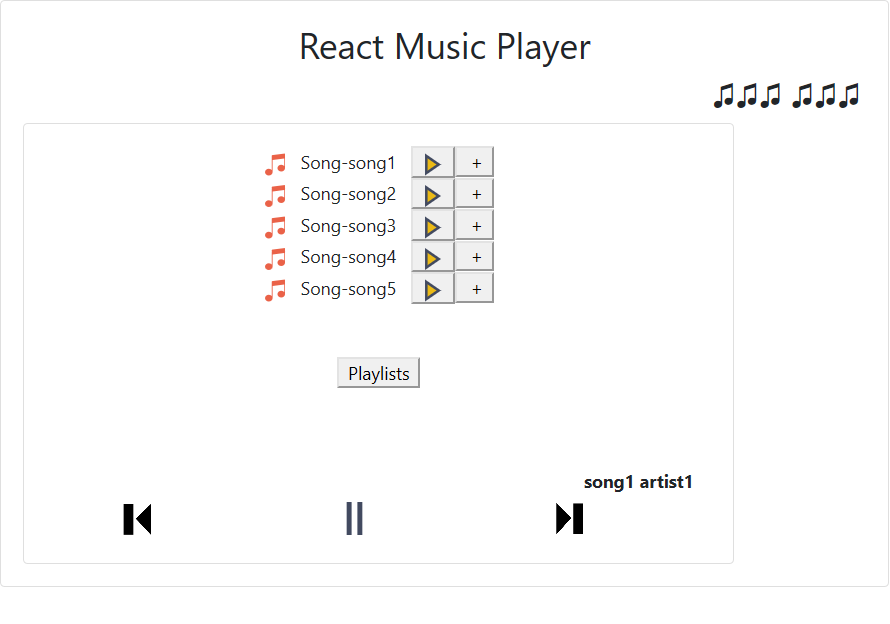 React Music Player
♫♫♫ ♫♫♫
Song-song1 +
Song-song2 +
Song-song3 +
Song-song4 +
Song-song5 +
Playlists
song1 artist1